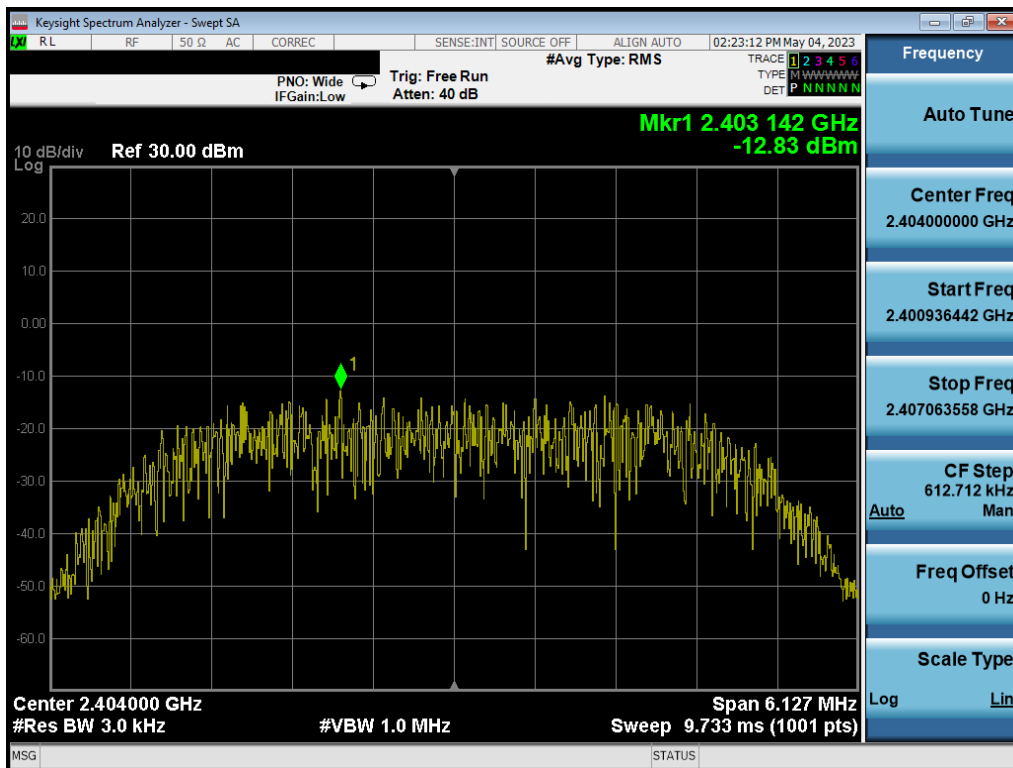 Keysight Spectrum Analyzer - Swept SA
LXI RL RF 50 Ω AC CORREC SENSE:INT SOURCE OFF ALIGN AUTO 02:23:12 PM May 04, 2023
PNO: Wide
IFGain:Low
Trig: Free Run
Atten: 40 dB
#Avg Type: RMS
TRACE 1 2 3 4 5 6
TYPE M W W W W W
DET P N N N N N
Mkr1 2.403 142 GHz
-12.83 dBm
10 dB/div Ref 30.00 dBm
Log
20.0
10.0
0.00
-10.0
-20.0
-30.0
-40.0
-50.0
-60.0
1
Center 2.404000 GHz Span 6.127 MHz
#Res BW 3.0 kHz #VBW 1.0 MHz Sweep 9.733 ms (1001 pts)
MSG STATUS
Frequency
Auto Tune
Center Freq
2.404000000 GHz
Start Freq
2.400936442 GHz
Stop Freq
2.407063558 GHz
CF Step
612.712 kHz
Auto Man
Freq Offset
0 Hz
Scale Type
Log Lin